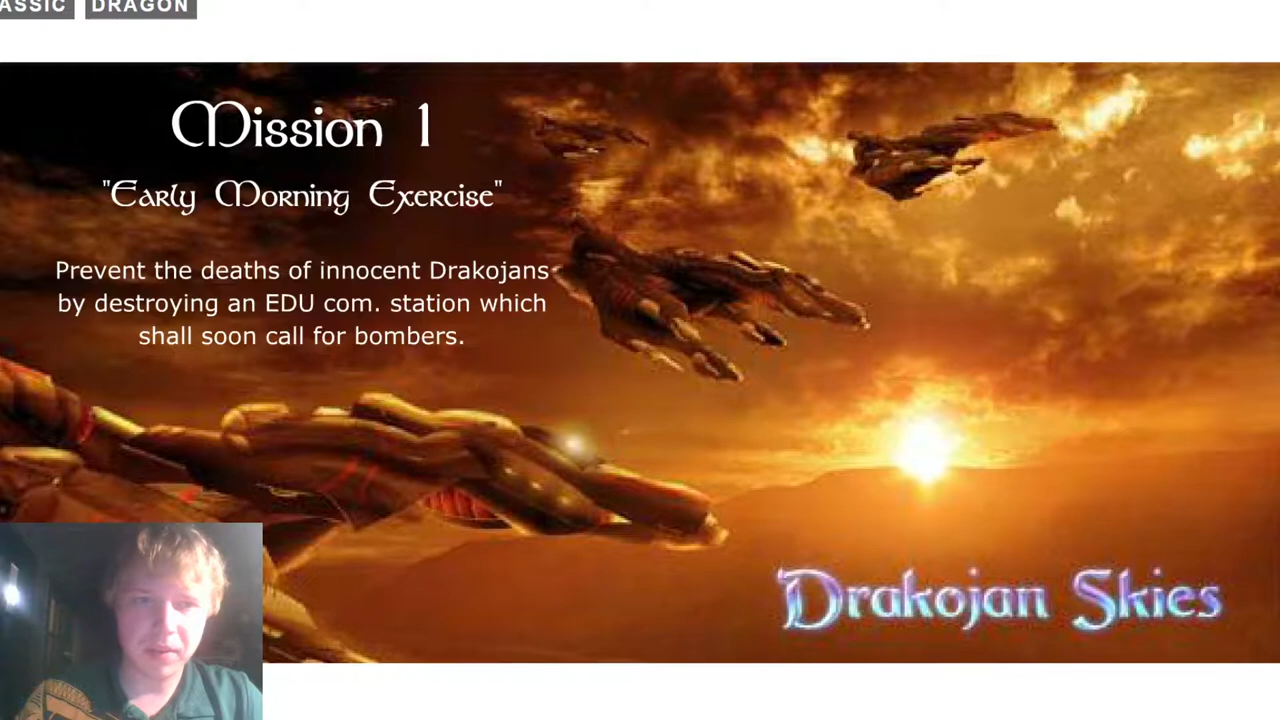 DRAGON
Mission 1
"Early Morning Exercise"
Prevent the deaths of innocent Drakojans
by destroying an EDU com. station which
shall soon call for bombers.
Drakojan Skies